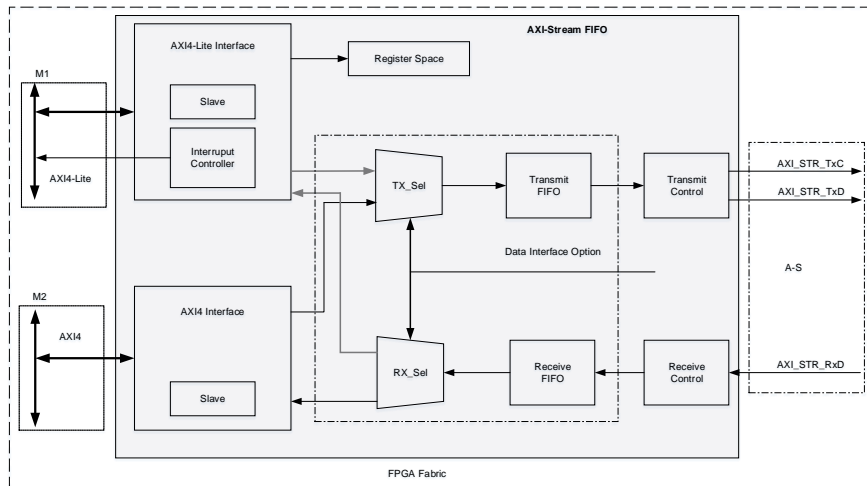 AXI-Stream FIFO
AXI4-Lite Interface
Register Space
M1
Slave
Interruput
Controller
AXI4-Lite
TX_Sel
Transmit
FIFO
Transmit
Control
AXI_STR_TxC
AXI_STR_TxD
Data Interface Option
A-S
M2
AXI4
AXI4 Interface
Slave
RX_Sel
Receive
FIFO
Receive
Control
AXI_STR_RxD
FPGA Fabric